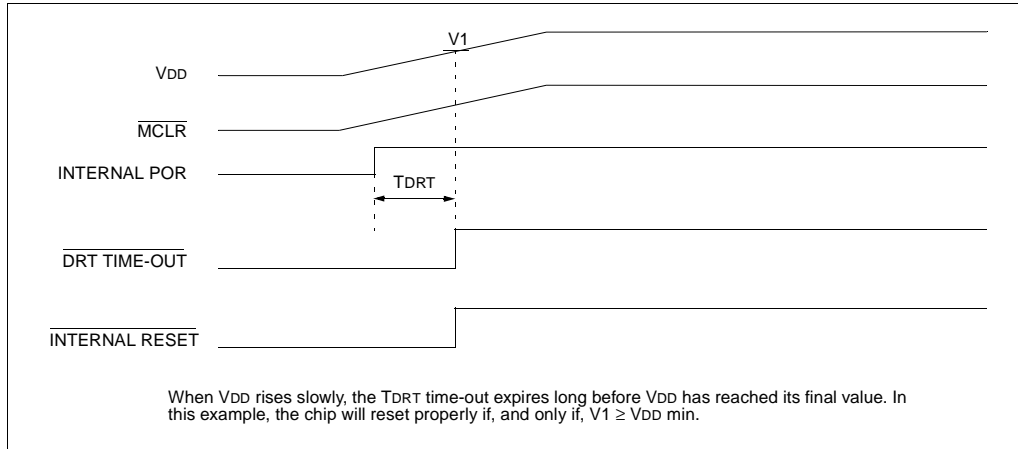 V1
VDD
MCLR
INTERNAL POR
TDRT
DRT TIME-OUT
INTERNAL RESET
When VDD rises slowly, the TDRT time-out expires long before VDD has reached its final value. In
this example, the chip will reset properly if, and only if, V1 ≥ VDD min.